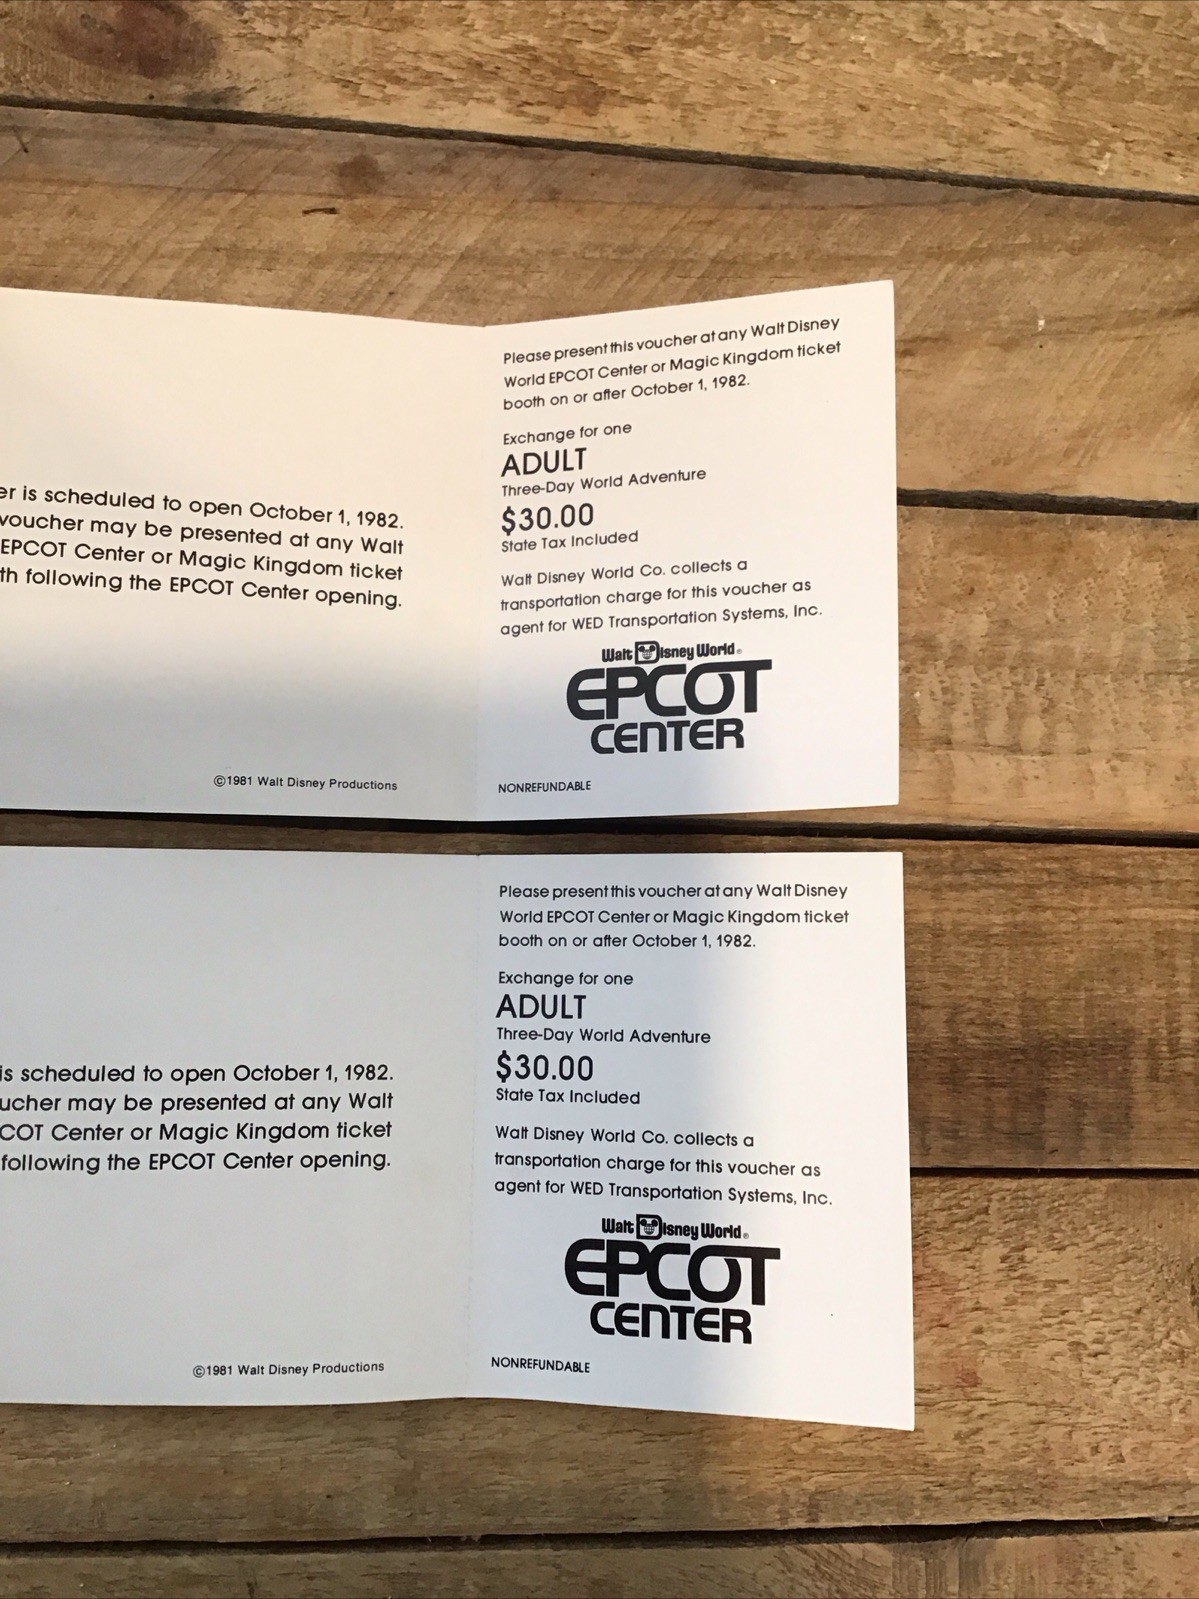 er is scheduled to open October 1, 1982.
voucher may be presented at any Walt
EPCOT Center or Magic Kingdom ticket
th following the EPCOT Center opening.
©1981 Walt Disney Productions
Please present this voucher at any Walt Disney
World EPCOT Center or Magic Kingdom ticket
booth on or after October 1, 1982.
Exchange for one
ADULT
Three-Day World Adventure
$30.00
State Tax Included
Walt Disney World Co. collects a
transportation charge for this voucher as
agent for WED Transportation Systems, Inc.
Walt Disney World®
EPCOT
CENTER
NONREFUNDABLE
is scheduled to open October 1, 1982.
ucher may be presented at any Walt
COT Center or Magic Kingdom ticket
following the EPCOT Center opening.
©1981 Walt Disney Productions
Please present this voucher at any Walt Disney
World EPCOT Center or Magic Kingdom ticket
booth on or after October 1, 1982.
Exchange for one
ADULT
Three-Day World Adventure
$30.00
State Tax Included
Walt Disney World Co. collects a
transportation charge for this voucher as
agent for WED Transportation Systems, Inc.
Walt Disney World®
EPCOT
CENTER
NONREFUNDABLE